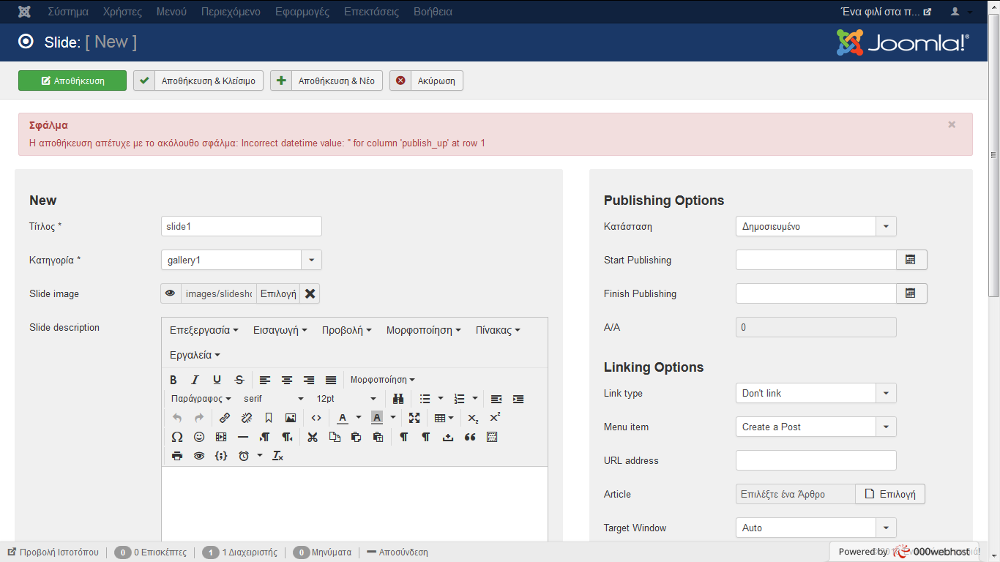 Σύστημα Χρήστες Μενού Περιεχόμενο Εφαρμογές Επεκτάσεις Βοήθεια Ένα φιλί στα π...
Slide: [ New ] Joomla!®
Αποθήκευση Αποθήκευση & Κλείσιμο Αποθήκευση & Νέο Ακύρωση
Σφάλμα
Η αποθήκευση απέτυχε με το ακόλουθο σφάλμα: Incorrect datetime value: '' for column 'publish_up' at row 1
New
Τίτλος * slide1
Κατηγορία * gallery1
Slide image images/slidesho Επιλογή
Slide description
Επεξεργασία Εισαγωγή Προβολή Μορφοποίηση Πίνακας
Εργαλεία
B I U S Μορφοποίηση
Παράγραφος serif 12pt
Publishing Options
Κατάσταση Δημοσιευμένο
Start Publishing
Finish Publishing
Α/Α 0
Linking Options
Link type Don't link
Menu item Create a Post
URL address
Article Επιλέξτε ένα Άρθρο Επιλογή
Target Window Auto
Προβολή Ιστοτόπου 0 0 Επισκέπτες 1 1 Διαχειριστής 0 Μηνύματα Αποσύνδεση
Powered by 000webhost